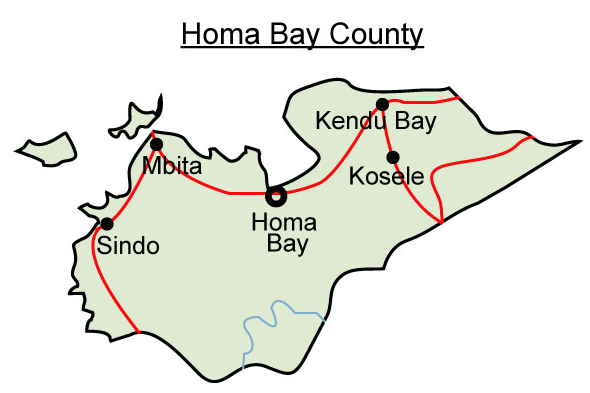 Homa Bay County
Kendu Bay
Mbita
Kosele
Homa
Bay
Sindo